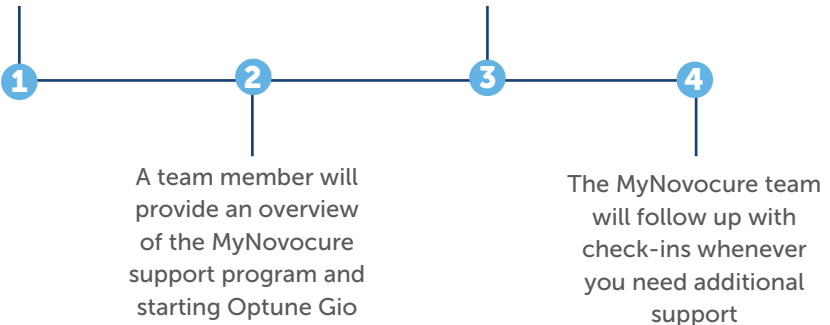 1
2
3
4
A team member will
provide an overview
of the MyNovocure
support program and
starting Optune Gio
The MyNovocure team
will follow up with
check-ins whenever
you need additional
support